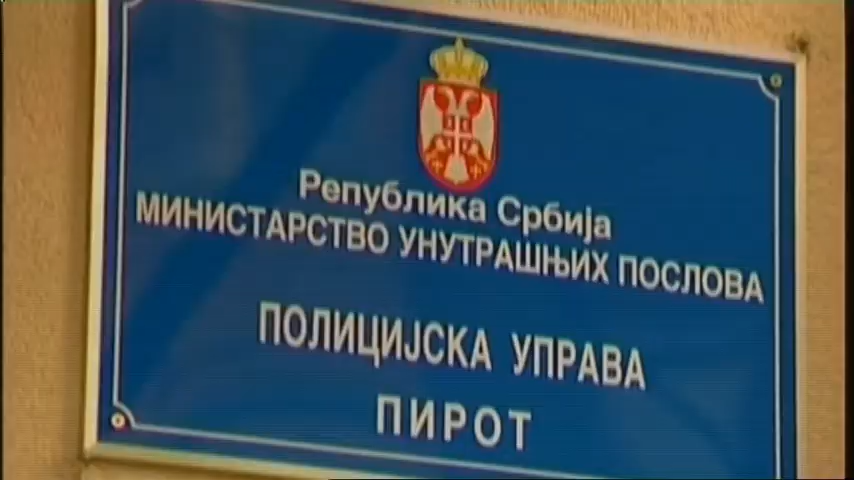 Република Србија
МИНИСТАРСТВО УНУТРАШЊИХ ПОСЛОВА
ПОЛИЦИЈСКА УПРАВА
ПИРОТ